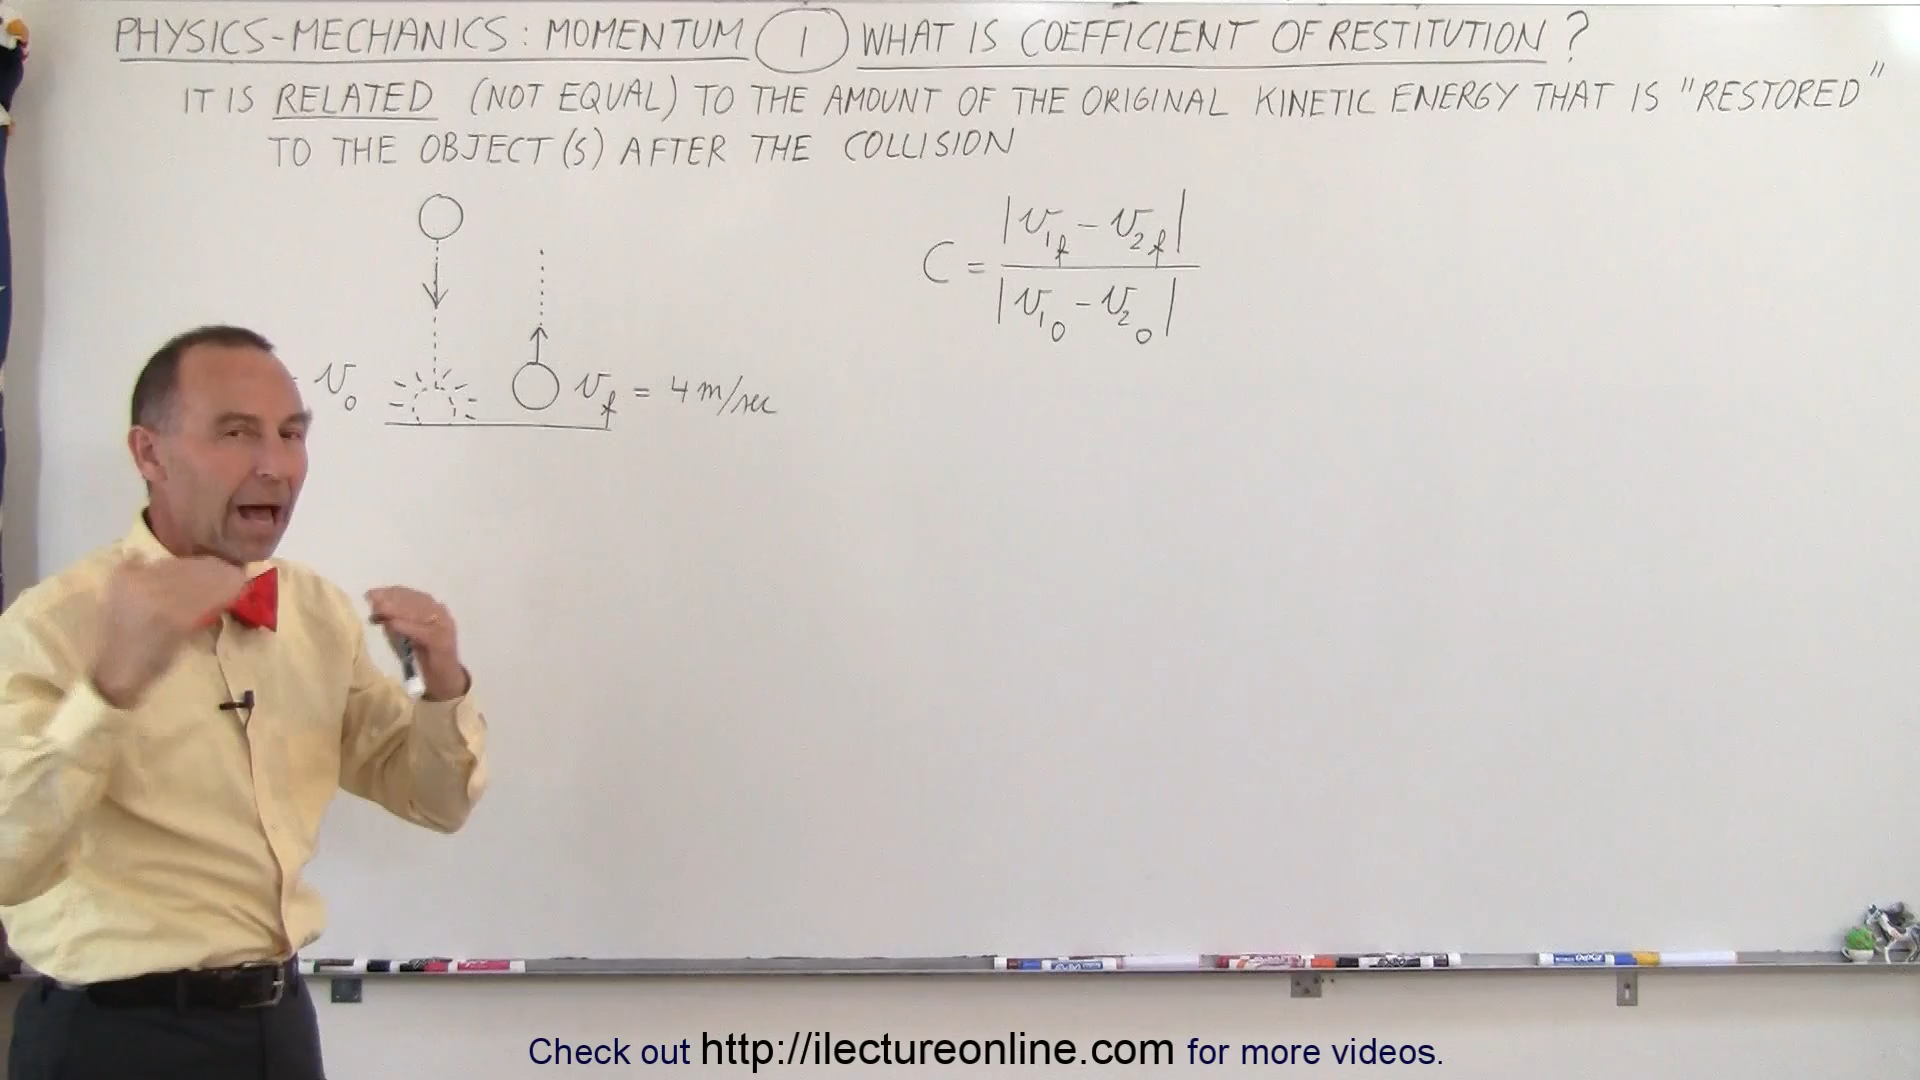 PHYSICS-MECHANICS: MOMENTUM 1 WHAT IS COEFFICIENT OF RESTITUTION ?
IT IS RELATED (NOT EQUAL) TO THE AMOUNT OF THE ORIGINAL KINETIC ENERGY THAT IS "RESTORED"
TO THE OBJECT(S) AFTER THE COLLISION
C = |v1f - v2f| / |v1o - v2o|
vo
vf = 4 m/sec
Check out http://ilectureonline.com for more videos.